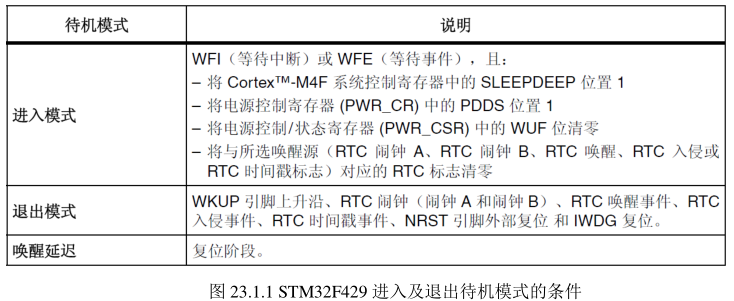 待机模式 说明
进入模式
WFI（等待中断）或 WFE（等待事件），且：
– 将 Cortex™-M4F 系统控制寄存器中的 SLEEPDEEP 位置 1
– 将电源控制寄存器 (PWR_CR) 中的 PDDS 位置 1
– 将电源控制/状态寄存器 (PWR_CSR) 中的 WUF 位清零
– 将与所选唤醒源（RTC 闹钟 A、RTC 闹钟 B、RTC 唤醒、RTC 入侵或
RTC 时间戳标志）对应的 RTC 标志清零
退出模式
WKUP 引脚上升沿、RTC 闹钟（闹钟 A 和闹钟 B）、RTC 唤醒事件、RTC
入侵事件、RTC 时间戳事件、NRST 引脚外部复位 和 IWDG 复位。
唤醒延迟 复位阶段。
图 23.1.1 STM32F429 进入及退出待机模式的条件